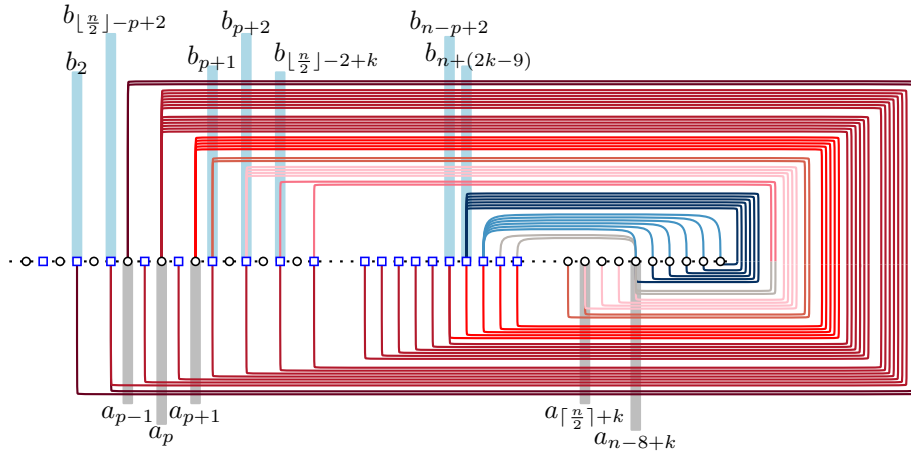 b_{⌊n/2⌋−p+2}
b_{p+2}
b_{n−p+2}
b_2
b_{p+1}
b_{⌊n/2⌋−2+k}
b_{n+(2k−9)}
a_{p−1}
a_p
a_{p+1}
a_{⌈n/2⌉+k}
a_{n−8+k}